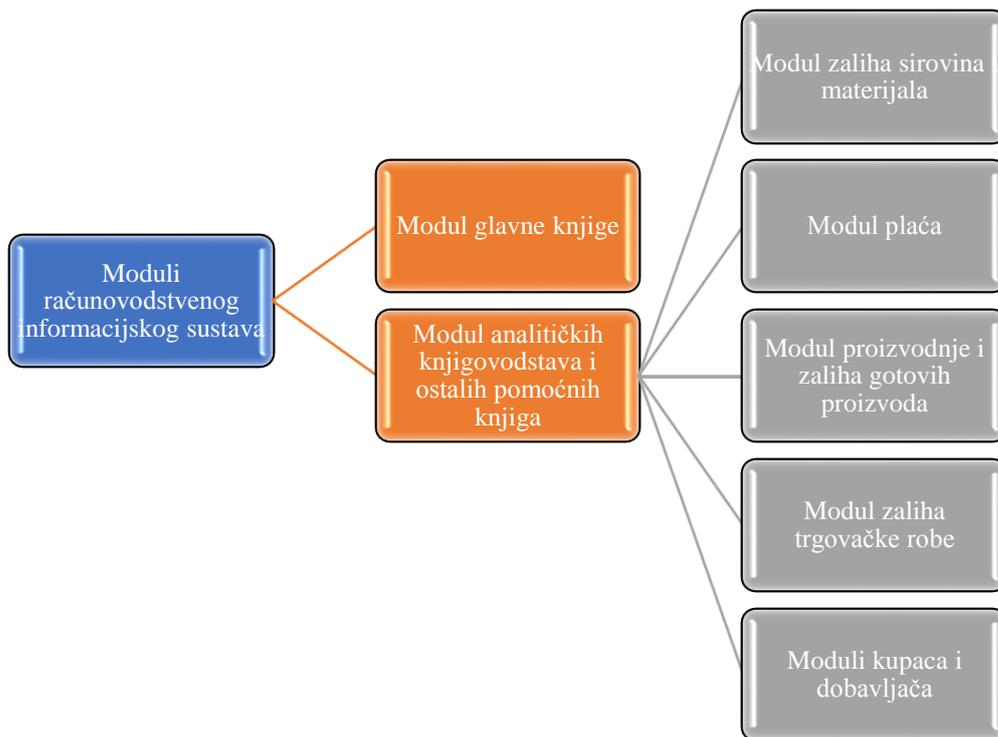 Moduli
računovodstvenog
informacijskog sustava
Modul glavne knjige
Modul analitičkih
knjigovodstava i
ostalih pomoćnih
knjiga
Modul zaliha sirovina i
materijala
Modul plaća
Modul proizvodnje i
zaliha gotovih
proizvoda
Modul zaliha
trgovačke robe
Moduli kupaca i
dobavljača